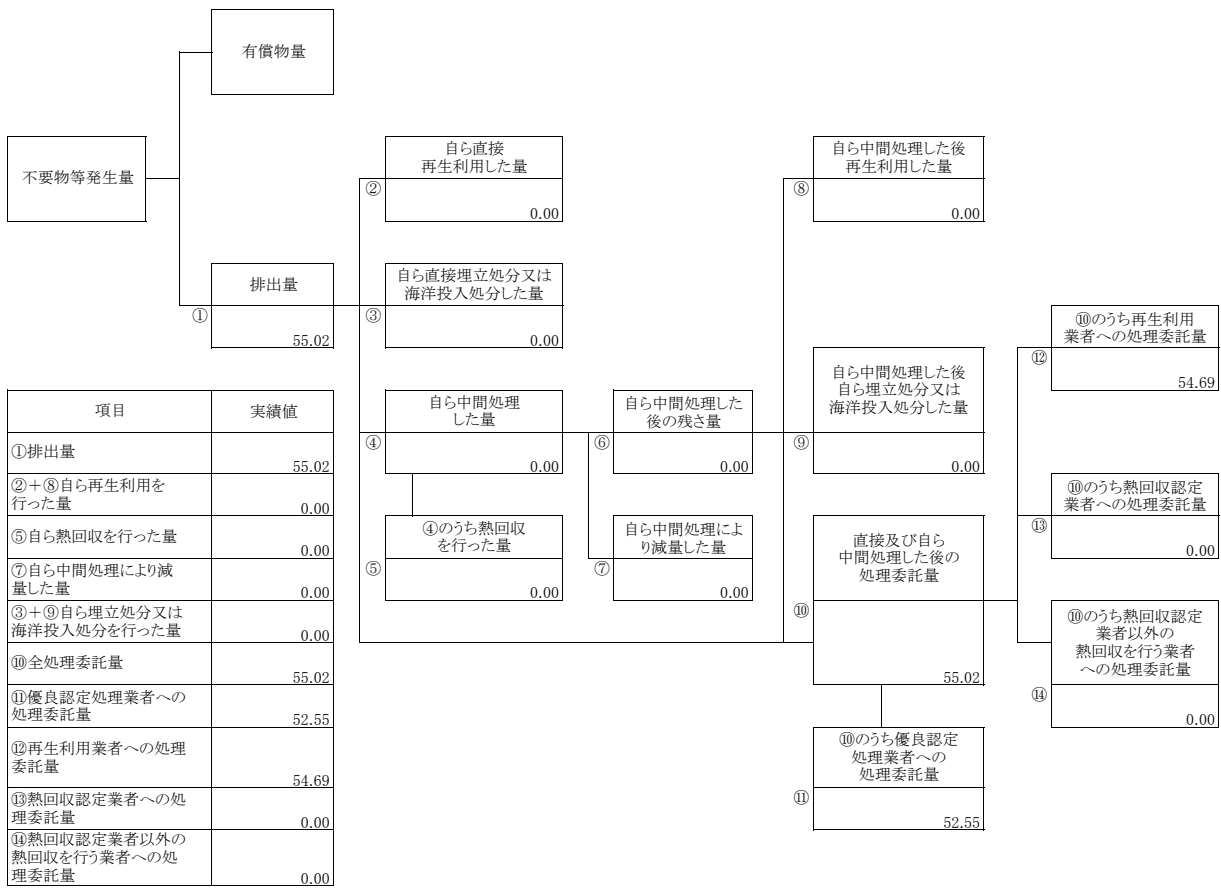 有償物量
不要物等発生量
自ら直接
再生利用した量
②
0.00
自ら中間処理した後
再生利用した量
⑧
0.00
排出量
①
55.02
自ら直接埋立処分又は
海洋投入処分した量
③
0.00
⑩のうち再生利用
業者への処理委託量
⑫
54.69
自ら中間処理
した量
④
0.00
自ら中間処理した
後の残さ量
⑥
0.00
自ら中間処理した後
自ら埋立処分又は
海洋投入処分した量
⑨
0.00
⑩のうち熱回収認定
業者への処理委託量
⑬
0.00
④のうち熱回収
を行った量
⑤
0.00
自ら中間処理によ
り減量した量
⑦
0.00
直接及び自ら
中間処理した後の
処理委託量
⑩
55.02
⑩のうち熱回収認定
業者以外の
熱回収を行う業者
への処理委託量
⑭
0.00
⑩のうち優良認定
処理業者への
処理委託量
⑪
52.55
項目 実績値
①排出量
55.02
②＋⑧自ら再生利用を
行った量
0.00
⑤自ら熱回収を行った量
0.00
⑦自ら中間処理により減
量した量
0.00
③＋⑨自ら埋立処分又は
海洋投入処分を行った量
0.00
⑩全処理委託量
55.02
⑪優良認定処理業者への
処理委託量
52.55
⑫再生利用業者への処理
委託量
54.69
⑬熱回収認定業者への処
理委託量
0.00
⑭熱回収認定業者以外の
熱回収を行う業者への処
理委託量
0.00